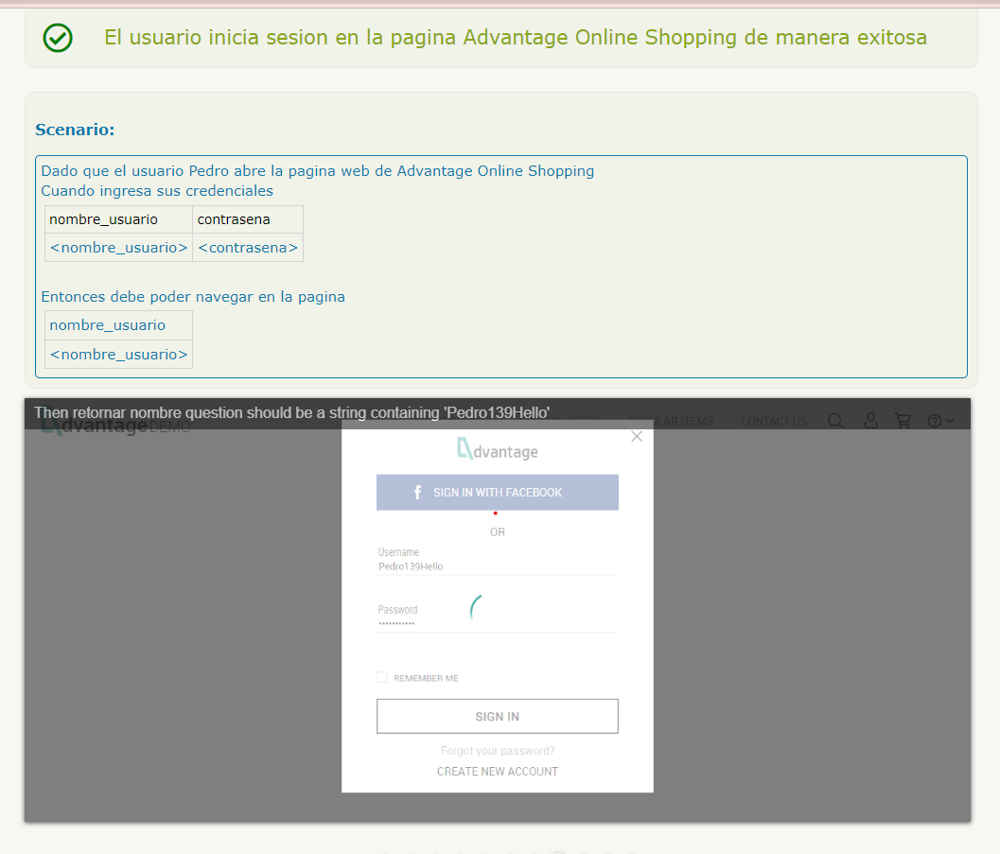 El usuario inicia sesion en la pagina Advantage Online Shopping de manera exitosa
Scenario:
Dado que el usuario Pedro abre la pagina web de Advantage Online Shopping
Cuando ingresa sus credenciales
nombre_usuario contrasena
<nombre_usuario> <contrasena>
Entonces debe poder navegar en la pagina
nombre_usuario
<nombre_usuario>
Then retornar nombre question should be a string containing 'Pedro139Hello'
dvantage DEMO OFFER POPULAR ITEMS CONTACT US
dvantage
f SIGN IN WITH FACEBOOK
OR
Username
Pedro139Hello
Password
•••••••••••
REMEMBER ME
SIGN IN
Forgot your password?
CREATE NEW ACCOUNT